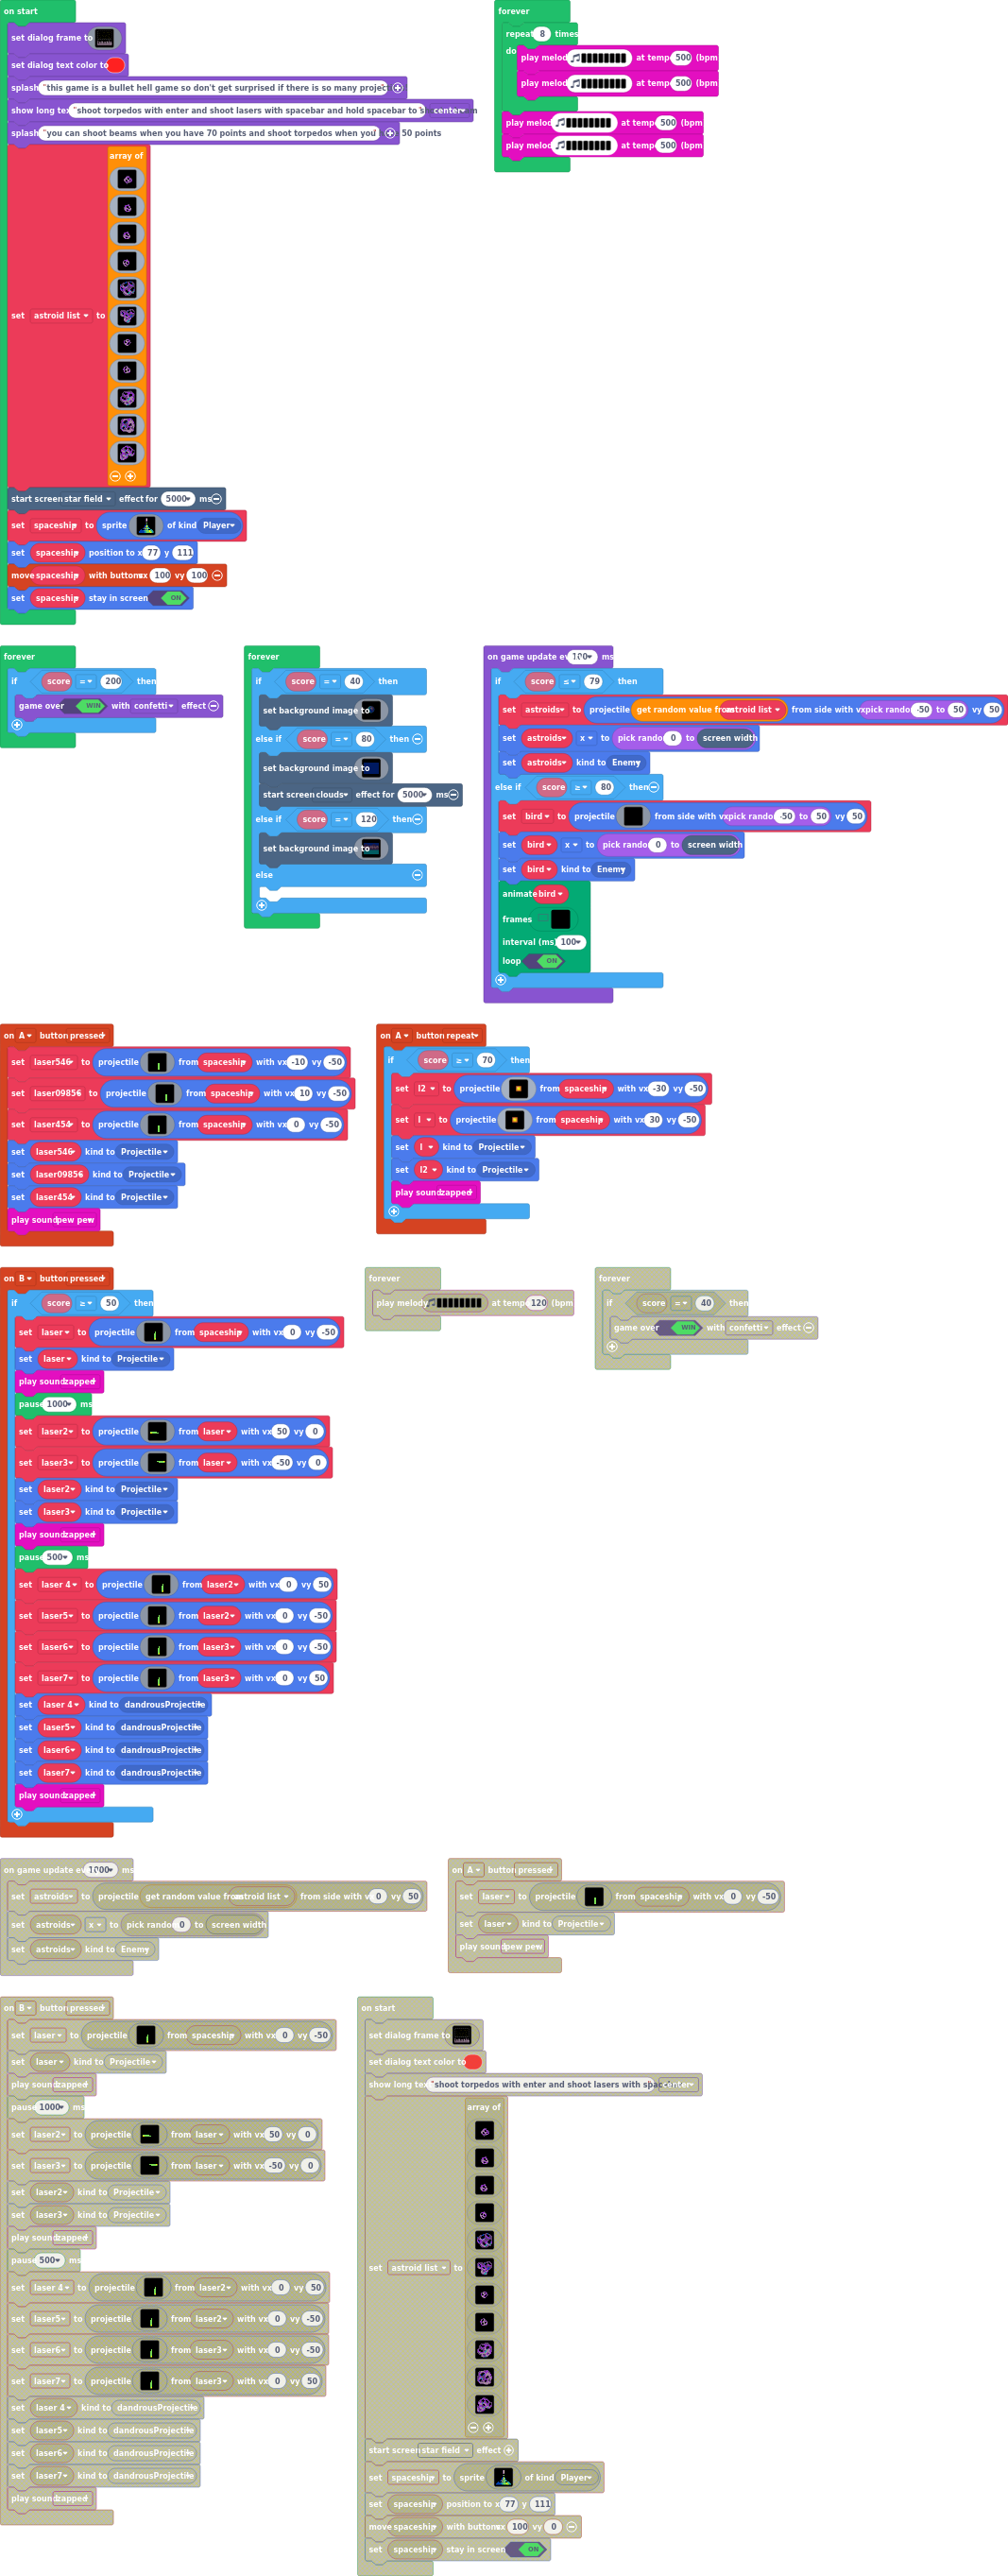 on start
set dialog frame to
set dialog text color to
splash "this game is a bullet hell game so don't get surprised if there is so many project
show long text "shoot torpedos with enter and shoot lasers with spacebar and hold spacebar to center
splash "you can shoot beams when you have 70 points and shoot torpedos when you 50 points
array of
set astroid list to
start screen star field effect for 5000 ms
set spaceship to sprite of kind Player
set spaceship position to x 77 y 111
move spaceship with buttons vx 100 vy 100
set spaceship stay in screen ON
forever
repeat 8 times
do
play melody at tempo 500 (bpm
play melody at tempo 500 (bpm
play melody at tempo 500 (bpm
play melody at tempo 500 (bpm
forever
if score = 200 then
game over WIN with confetti effect
forever
if score = 40 then
set background image to
else if score = 80 then
set background image to
start screen clouds effect for 5000 ms
else if score = 120 then
set background image to
else
on game update every 100 ms
if score ≤ 79 then
set astroids to projectile get random value from astroid list from side with vx pick random -50 to 50 vy 50
set astroids x to pick random 0 to screen width
set astroids kind to Enemy
else if score ≥ 80 then
set bird to projectile from side with vx pick random -50 to 50 vy 50
set bird x to pick random 0 to screen width
set bird kind to Enemy
animate bird
frames
interval (ms) 100
loop ON
on A button pressed
set laser546 to projectile from spaceship with vx -10 vy -50
set laser09856 to projectile from spaceship with vx 10 vy -50
set laser454 to projectile from spaceship with vx 0 vy -50
set laser546 kind to Projectile
set laser09856 kind to Projectile
set laser454 kind to Projectile
play sound pew pew
on A button repeat
if score ≥ 70 then
set l2 to projectile from spaceship with vx -30 vy -50
set l to projectile from spaceship with vx 30 vy -50
set l kind to Projectile
set l2 kind to Projectile
play sound zapped
on B button pressed
if score ≥ 50 then
set laser to projectile from spaceship with vx 0 vy -50
set laser kind to Projectile
play sound zapped
pause 1000 ms
set laser2 to projectile from laser with vx 50 vy 0
set laser3 to projectile from laser with vx -50 vy 0
set laser2 kind to Projectile
set laser3 kind to Projectile
play sound zapped
pause 500 ms
set laser 4 to projectile from laser2 with vx 0 vy 50
set laser5 to projectile from laser2 with vx 0 vy -50
set laser6 to projectile from laser3 with vx 0 vy -50
set laser7 to projectile from laser3 with vx 0 vy 50
set laser 4 kind to dandrousProjectile
set laser5 kind to dandrousProjectile
set laser6 kind to dandrousProjectile
set laser7 kind to dandrousProjectile
play sound zapped
forever
play melody at tempo 120 (bpm
forever
if score = 40 then
game over WIN with confetti effect
on game update every 1000 ms
set astroids to projectile get random value from astroid list from side with vx 0 vy 50
set astroids x to pick random 0 to screen width
set astroids kind to Enemy
on A button pressed
set laser to projectile from spaceship with vx 0 vy -50
set laser kind to Projectile
play sound pew pew
on B button pressed
set laser to projectile from spaceship with vx 0 vy -50
set laser kind to Projectile
play sound zapped
pause 1000 ms
set laser2 to projectile from laser with vx 50 vy 0
set laser3 to projectile from laser with vx -50 vy 0
set laser2 kind to Projectile
set laser3 kind to Projectile
play sound zapped
pause 500 ms
set laser 4 to projectile from laser2 with vx 0 vy 50
set laser5 to projectile from laser2 with vx 0 vy -50
set laser6 to projectile from laser3 with vx 0 vy -50
set laser7 to projectile from laser3 with vx 0 vy 50
set laser 4 kind to dandrousProjectile
set laser5 kind to dandrousProjectile
set laser6 kind to dandrousProjectile
set laser7 kind to dandrousProjectile
play sound zapped
on start
set dialog frame to
set dialog text color to
show long text "shoot torpedos with enter and shoot lasers with spacebar center
array of
set astroid list to
start screen star field effect
set spaceship to sprite of kind Player
set spaceship position to x 77 y 111
move spaceship with buttons vx 100 vy 0
set spaceship stay in screen ON